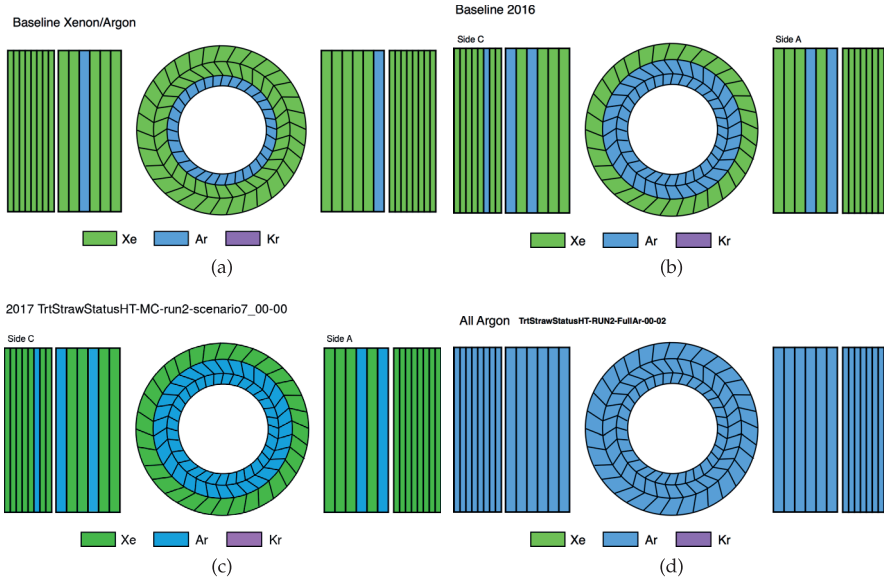 Baseline Xenon/Argon
Xe Ar Kr
(a)
Baseline 2016
Side C Side A
Xe Ar Kr
(b)
2017 TrtStrawStatusHT-MC-run2-scenario7_00-00
Side C Side A
Xe Ar Kr
(c)
All Argon TrtStrawStatusHT-RUN2-FullAr-00-02
Xe Ar Kr
(d)